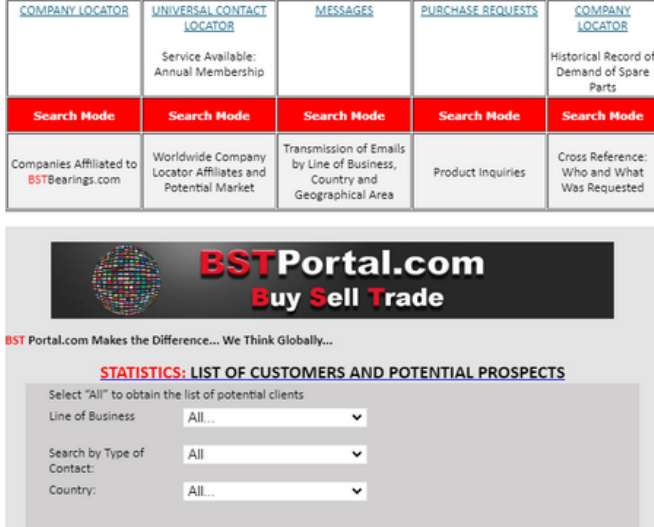 COMPANY LOCATOR
UNIVERSAL CONTACT
LOCATOR
Service Available:
Annual Membership
MESSAGES
PURCHASE REQUESTS
COMPANY
LOCATOR
Historical Record of
Demand of Spare
Parts
Search Mode
Search Mode
Search Mode
Search Mode
Search Mode
Companies Affiliated to
BSTBearings.com
Worldwide Company
Locator Affiliates and
Potential Market
Transmission of Emails
by Line of Business,
Country and
Geographical Area
Product Inquiries
Cross Reference:
Who and What
Was Requested
BSTPortal.com
Buy Sell Trade
BST Portal.com Makes the Difference... We Think Globally...
STATISTICS: LIST OF CUSTOMERS AND POTENTIAL PROSPECTS
Select "All" to obtain the list of potential clients
Line of Business
All...
Search by Type of
Contact:
All
Country:
All...